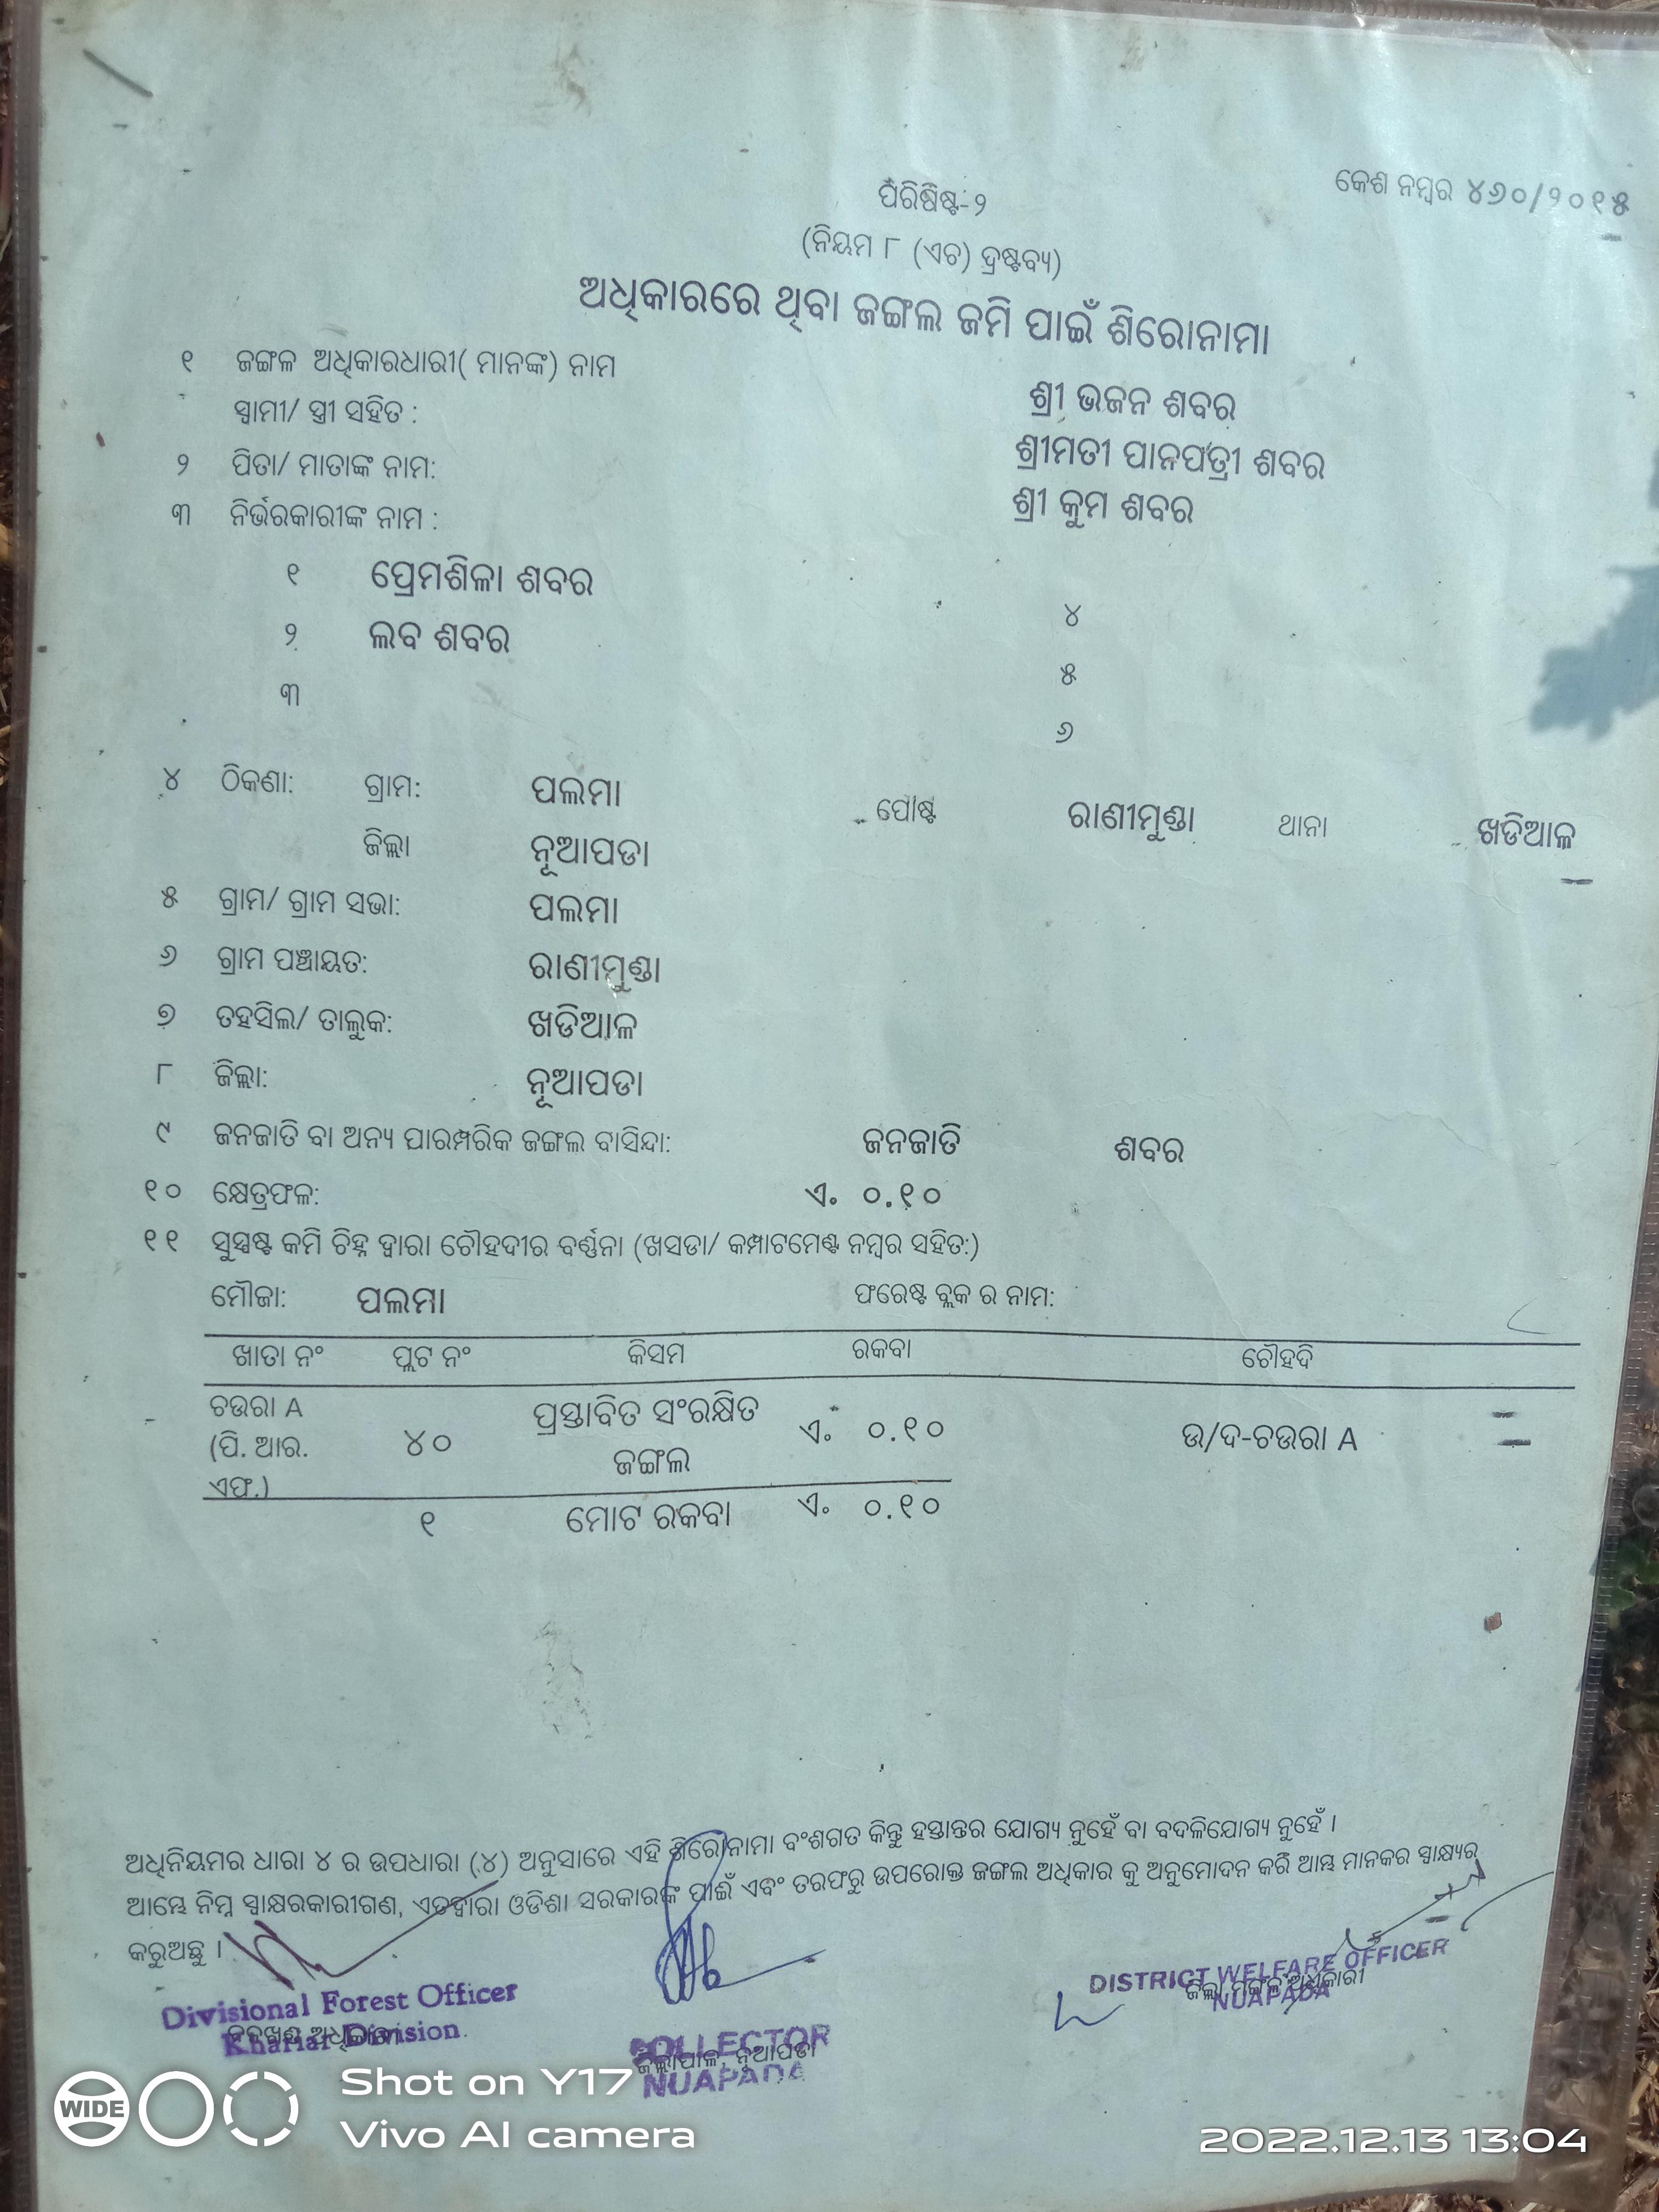 କେଶ ନମ୍ବର ୪୬୦/୨୦୧୫
ପରିଷିଷ୍ଟ-୨
(ନିୟମ ୮ (ଏଚ) ଦ୍ରଷ୍ଟବ୍ୟ)
ଅଧିକାରରେ ଥିବା ଜଙ୍ଗଲ ଜମି ପାଇଁ ଶିରୋନାମା
୧ ଜଙ୍ଗଳ ଅଧିକାରଧାରୀ( ମାନଙ୍କ) ନାମ ଶ୍ରୀ ଭଜନ ଶବର
ସ୍ୱାମୀ/ ସ୍ତ୍ରୀ ସହିତ : ଶ୍ରୀମତୀ ପାନପତ୍ରୀ ଶବର
୨ ପିତା/ ମାତାଙ୍କ ନାମ: ଶ୍ରୀ କୁମ ଶବର
୩ ନିର୍ଭରକାରୀଙ୍କ ନାମ :
୧ ପ୍ରେମଶିଳା ଶବର ୪
୨ ଲବ ଶବର ୫
୩ ୬
୪ ଠିକଣା: ଗ୍ରାମ: ପଲମା ପୋଷ୍ଟ ରାଣୀମୁଣ୍ଡା ଥାନା ଖଡିଆଳ
ଜିଲ୍ଲା ନୂଆପଡା
୫ ଗ୍ରାମ/ ଗ୍ରାମ ସଭା: ପଲମା
୬ ଗ୍ରାମ ପଞ୍ଚାୟତ: ରାଣୀମୁଣ୍ଡା
୭ ତହସିଲ/ ତାଲୁକ: ଖଡିଆଳ
୮ ଜିଲ୍ଲା: ନୂଆପଡା
୯ ଜନଜାତି ବା ଅନ୍ୟ ପାରମ୍ପରିକ ଜଙ୍ଗଲ ବାସିନ୍ଦା: ଜନଜାତି ଶବର
୧୦ କ୍ଷେତ୍ରଫଳ: ଏ. ୦.୧୦
୧୧ ସୁସ୍ପଷ୍ଟ ଜମି ଚିହ୍ନ ଦ୍ୱାରା ଚୌହଦୀର ବର୍ଣ୍ଣନା (ଖସଡା/ କମ୍ପାଟମେଣ୍ଟ ନମ୍ବର ସହିତ:)
ମୌଜା: ପଲମା ଫରେଷ୍ଟ ବ୍ଲକ ର ନାମ:
ଖାତା ନଂ ପ୍ଲଟ ନଂ କିସମ ରକବା ଚୌହଦି
ଚଉରା A (ପି. ଆର. ଏଫ.) ୪୦ ପ୍ରସ୍ତାବିତ ସଂରକ୍ଷିତ ଜଙ୍ଗଲ ଏ. ୦.୧୦ ଉ/ଦ-ଚଉରା A
୧ ମୋଟ ରକବା ଏ. ୦.୧୦
ଅଧିନିୟମର ଧାରା ୪ ର ଉପଧାରା (୪) ଅନୁସାରେ ଏହି ଶିରୋନାମା ବଂଶଗତ କିନ୍ତୁ ହସ୍ତାନ୍ତର ଯୋଗ୍ୟ ନୁହେଁ ବା ବଦଳିଯୋଗ୍ୟ ନୁହେଁ ।
ଆମ୍ଭେ ନିମ୍ନ ସ୍ୱାକ୍ଷରକାରୀଗଣ, ଏତଦ୍ୱାରା ଓଡିଶା ସରକାରଙ୍କ ପାଇଁ ଏବଂ ତରଫରୁ ଉପରୋକ୍ତ ଜଙ୍ଗଲ ଅଧିକାର କୁ ଅନୁମୋଦନ କରି ଆମ୍ଭ ମାନକର ସ୍ୱାକ୍ଷ୍ୟର
କରୁଅଛୁ ।
Divisional Forest Officer
Khariar Division
COLLECTOR
ଜିଲ୍ଲାପାଳ, ନୂଆପଡା
NUAPADA
DISTRICT WELFARE OFFICER
ଜିଲ୍ଲା ମଙ୍ଗଳ ଅଧିକାରୀ
NUAPADA
WIDE
Shot on Y17
Vivo AI camera
2022.12.13 13:04